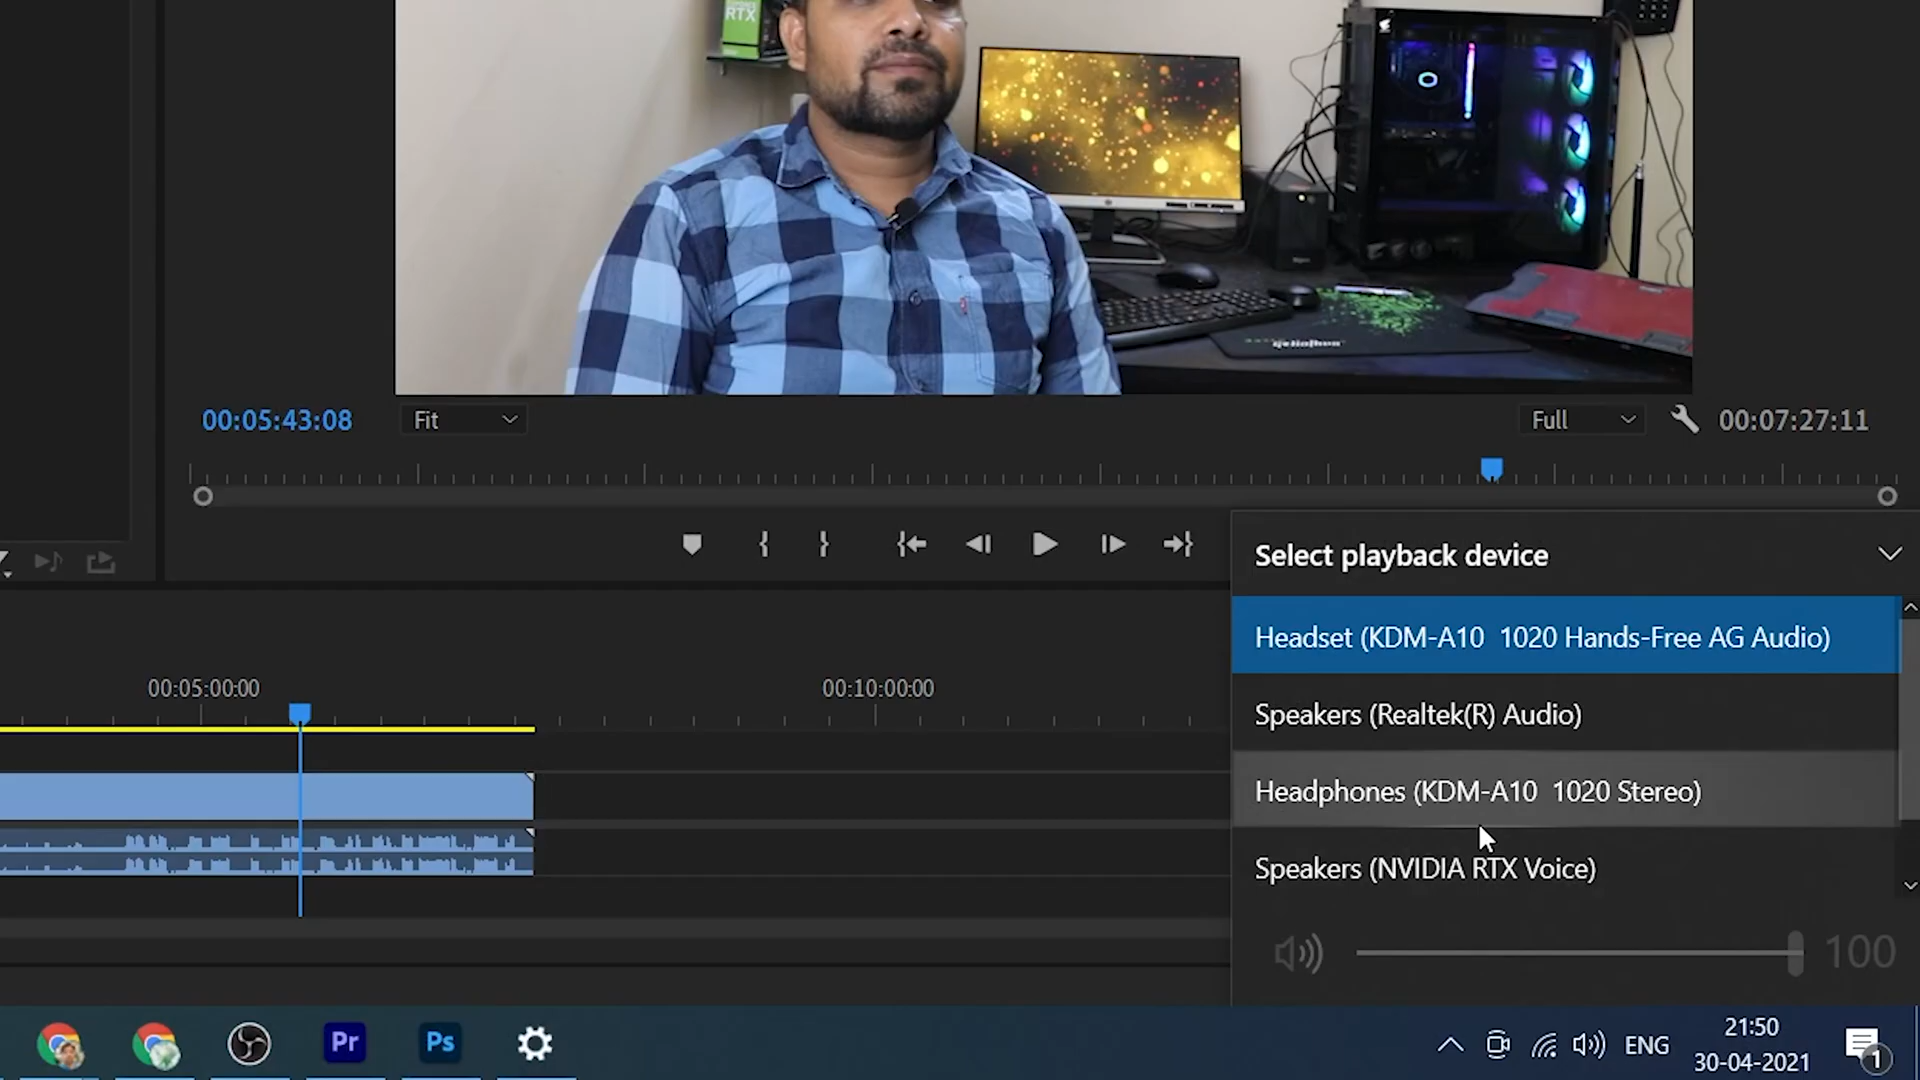 RTX
00:05:43:08
Fit
Full
00:07:27:11
Select playback device
Headset (KDM-A10 1020 Hands-Free AG Audio)
Speakers (Realtek(R) Audio)
Headphones (KDM-A10 1020 Stereo)
Speakers (NVIDIA RTX Voice)
100
00:05:00:00
00:10:00:00
Pr
Ps
ENG
21:50
30-04-2021
1